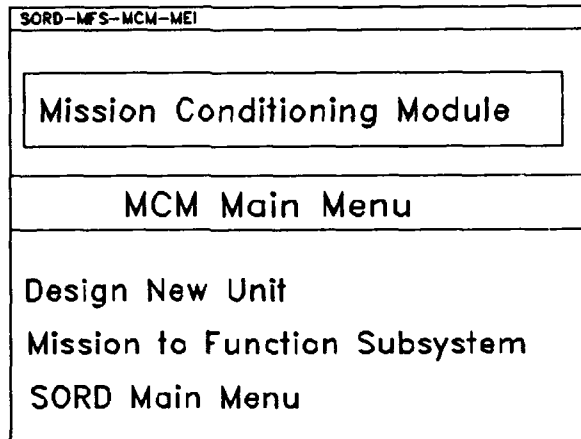 SORD-MFS-MCM-MEI
Mission Conditioning Module
MCM Main Menu
Design New Unit
Mission to Function Subsystem
SORD Main Menu